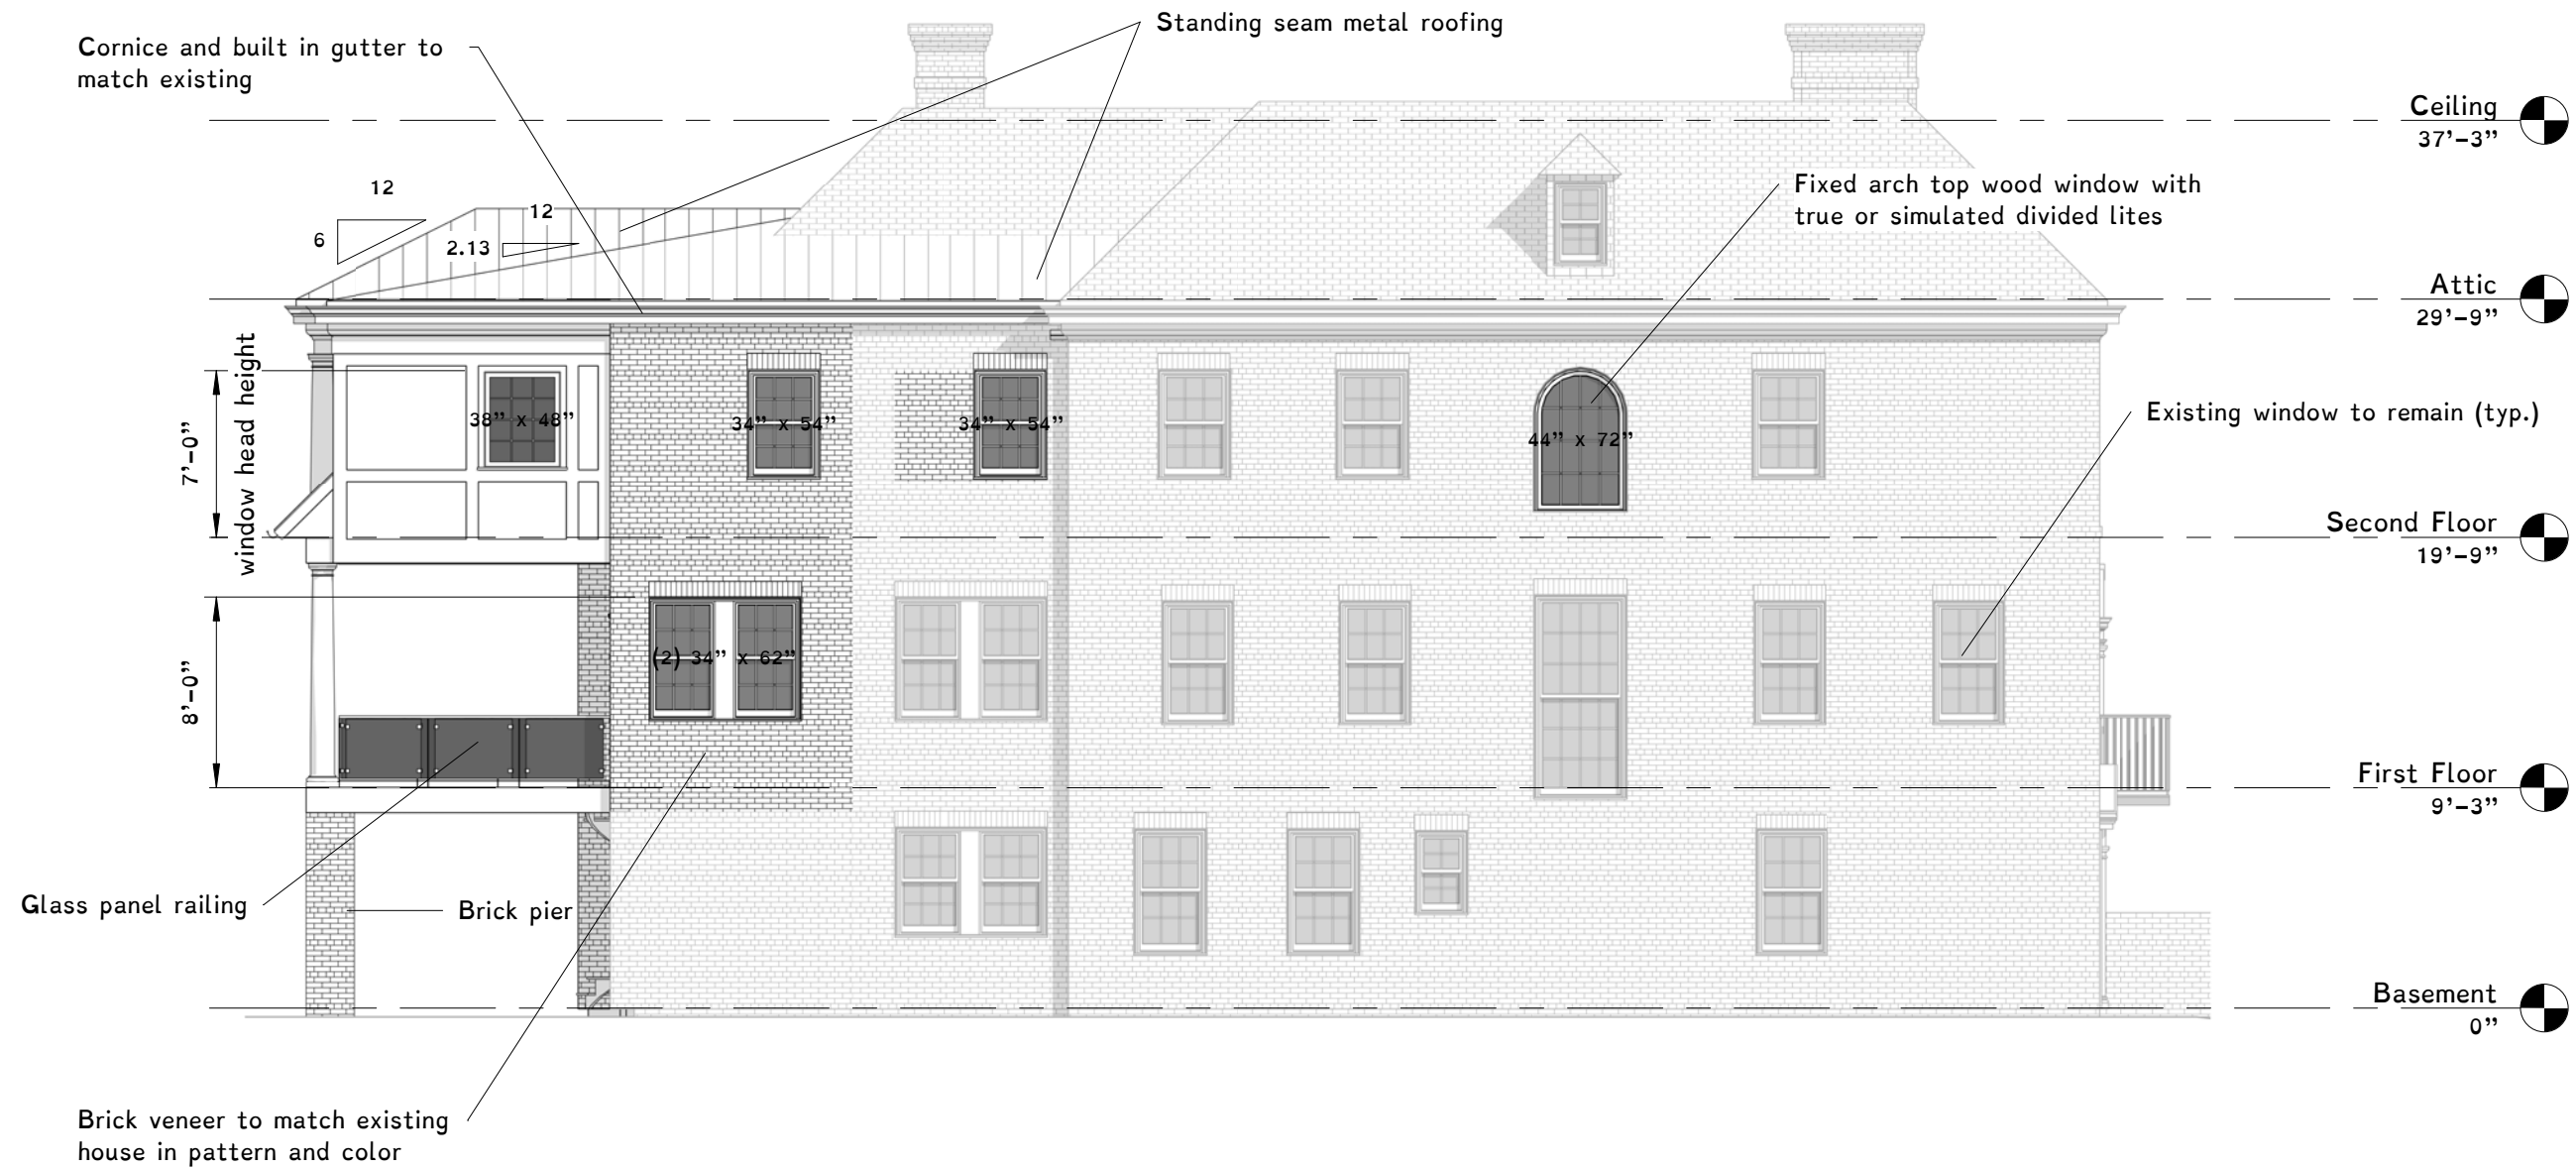 Standing seam metal roofing
Cornice and built in gutter to
match existing
Ceiling
37'-3"
Fixed arch top wood window with
true or simulated divided lites
12
12
6
2.13
Attic
29'-9"
window head height
7'-0"
38" x 48"
34" x 54"
34" x 54"
44" x 72"
Existing window to remain (typ.)
Second Floor
19'-9"
8'-0"
(2) 34" x 62"
First Floor
9'-3"
Glass panel railing
Brick pier
Basement
0"
Brick veneer to match existing
house in pattern and color